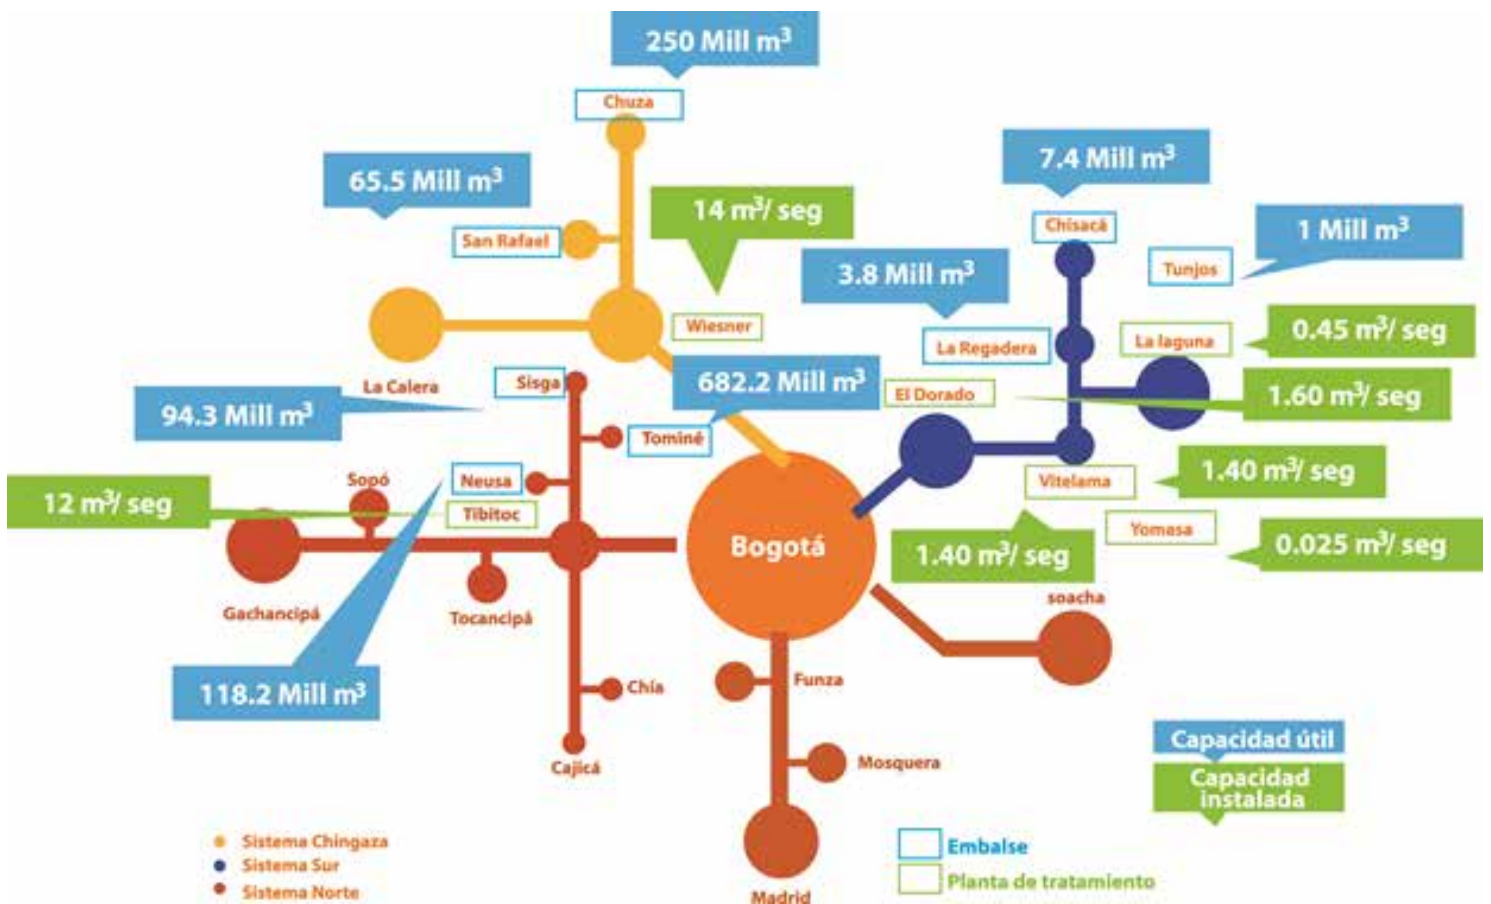 250 Mill m³
Chuza
65.5 Mill m³
7.4 Mill m³
14 m³/ seg
San Rafael
Chisacá
1 Mill m³
Tunjos
3.8 Mill m³
Wiesner
La Regadera
La laguna
0.45 m³/ seg
La Calera
Sisga
682.2 Mill m³
El Dorado
1.60 m³/ seg
94.3 Mill m³
Tominé
Sopó
Neusa
Vitelama
1.40 m³/ seg
12 m³/ seg
Tibitoc
Yomasa
Bogotá
1.40 m³/ seg
0.025 m³/ seg
Gachancipá
Tocancipá
soacha
118.2 Mill m³
Chía
Funza
Cajicá
Mosquera
Capacidad útil
Capacidad
instalada
Sistema Chingaza
Sistema Sur
Sistema Norte
Madrid
Embalse
Planta de tratamiento